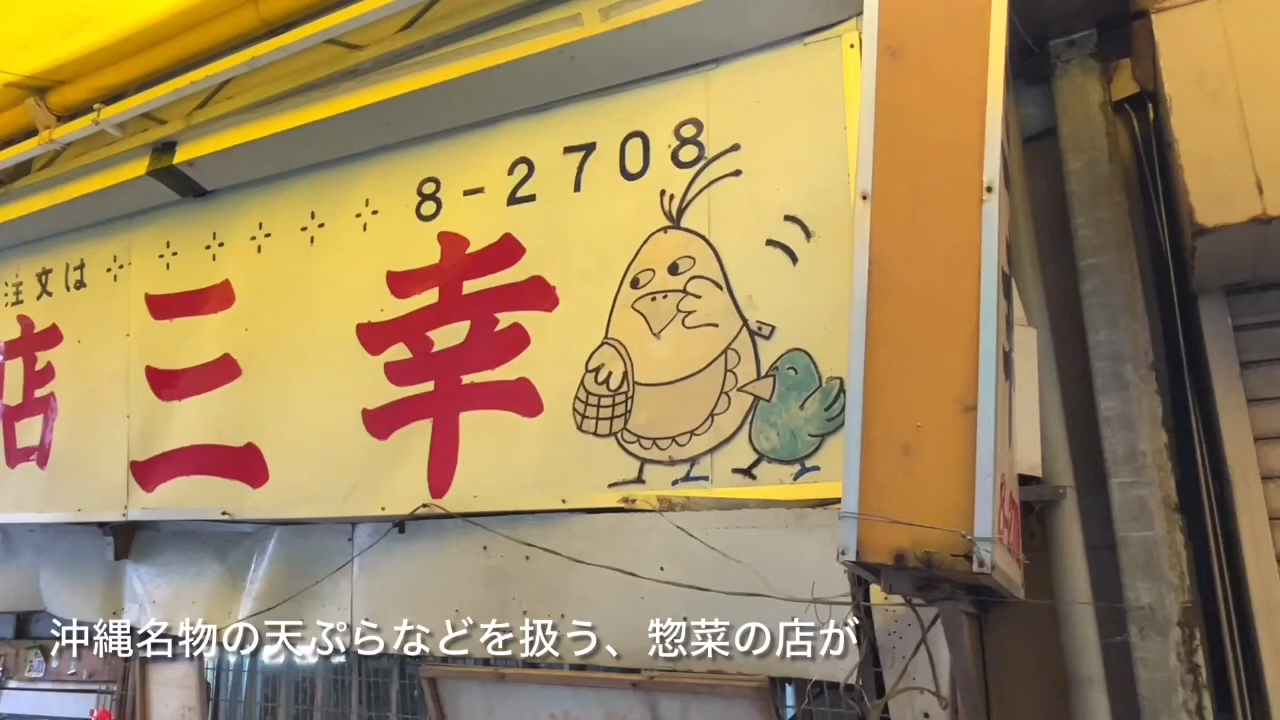 注文は 8-2708
店 三幸
沖縄名物の天ぷらなどを扱う、惣菜の店が